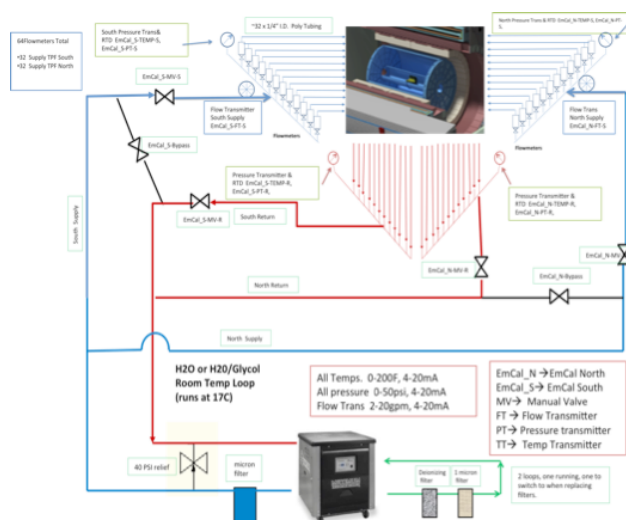 64Flowmeters Total
•32 Supply TPF South
•32 Supply TPF North
South Pressure Trans&
RTD EmCal_S-TEMP-S,
EmCal_S-PT-S
~32 x 1/4" I.D. Poly Tubing
North Pressure Trans & RTD EmCal_N-TEMP-S, EmCal_N-PT-
S
EmCal_S-MV-S
Flow Transmitter
South Supply
EmCal_S-FT-S
Flowmeters
Flow Trans
North Supply
EmCal_N-FT-S
Flowmeters
EmCal_S-Bypass
Pressure Transmitter &
RTD EmCal_S-TEMP-R,
EmCal_S-PT-R,
Pressure Transmitter &
RTD EmCal_N-TEMP-R,
EmCal_N-PT-R,
EmCal_S-MV-R
South Return
South Supply
EmCal_N-MV-R
EmCal_N-MV
EmCal_N-Bypass
North Return
North Supply
H2O or H20/Glycol
Room Temp Loop
(runs at 17C)
All Temps. 0-200F, 4-20mA
All pressure 0-50psi, 4-20mA
Flow Trans 2-20gpm, 4-20mA
EmCal_N → EmCal North
EmCal_S → EmCal South
MV→ Manual Valve
FT → Flow Transmitter
PT→ Pressure transmitter
TT→ Temp Transmitter
40 PSI relief
micron
filter
Deionizing
filter
1 micron
filter
2 loops, one running, one to
switch to when replacing
filters.